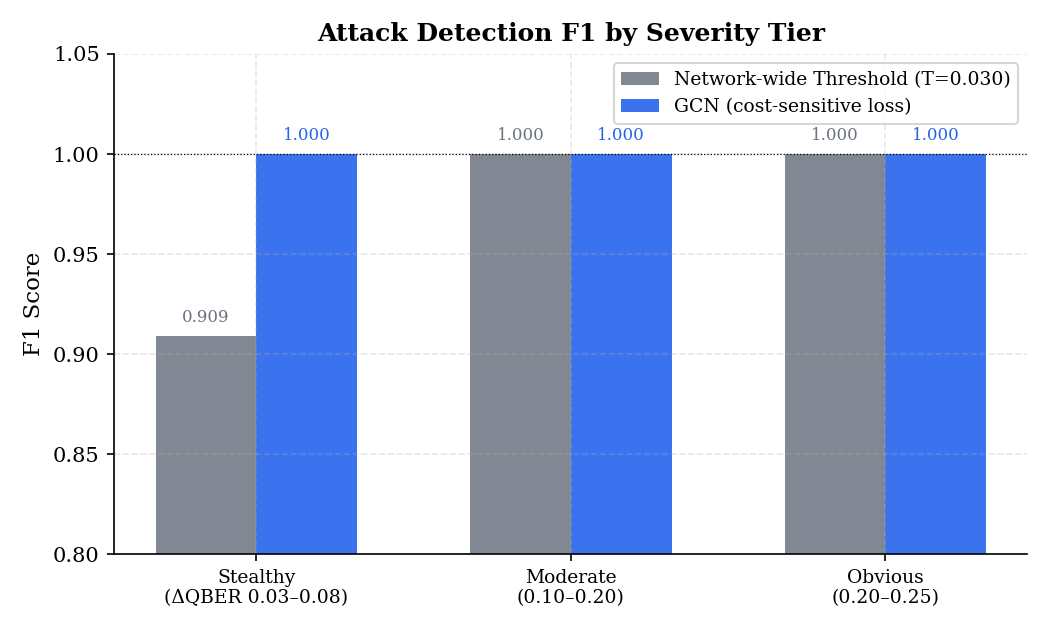 Attack Detection F1 by Severity Tier
Network-wide Threshold (T=0.030)
GCN (cost-sensitive loss)
F1 Score
1.05
1.00
0.95
0.90
0.85
0.80
0.909
1.000
1.000
1.000
1.000
1.000
Stealthy
(ΔQBER 0.03–0.08)
Moderate
(0.10–0.20)
Obvious
(0.20–0.25)